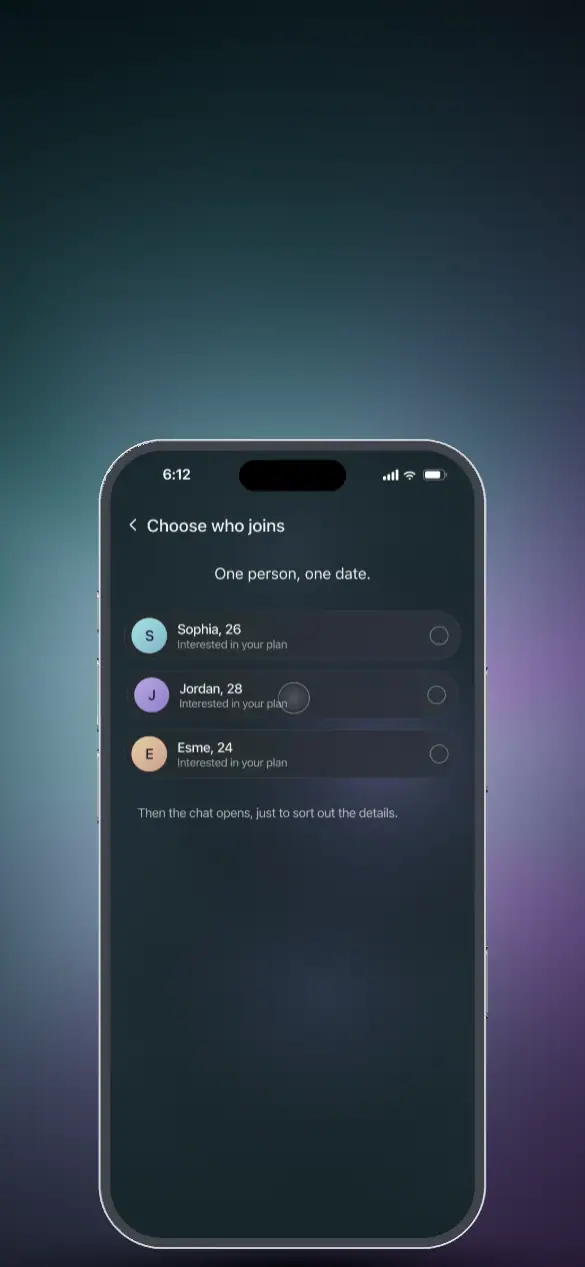 6:12
Choose who joins
One person, one date.
S
Sophia, 26
Interested in your plan
J
Jordan, 28
Interested in your plan
E
Esme, 24
Interested in your plan
Then the chat opens, just to sort out the details.